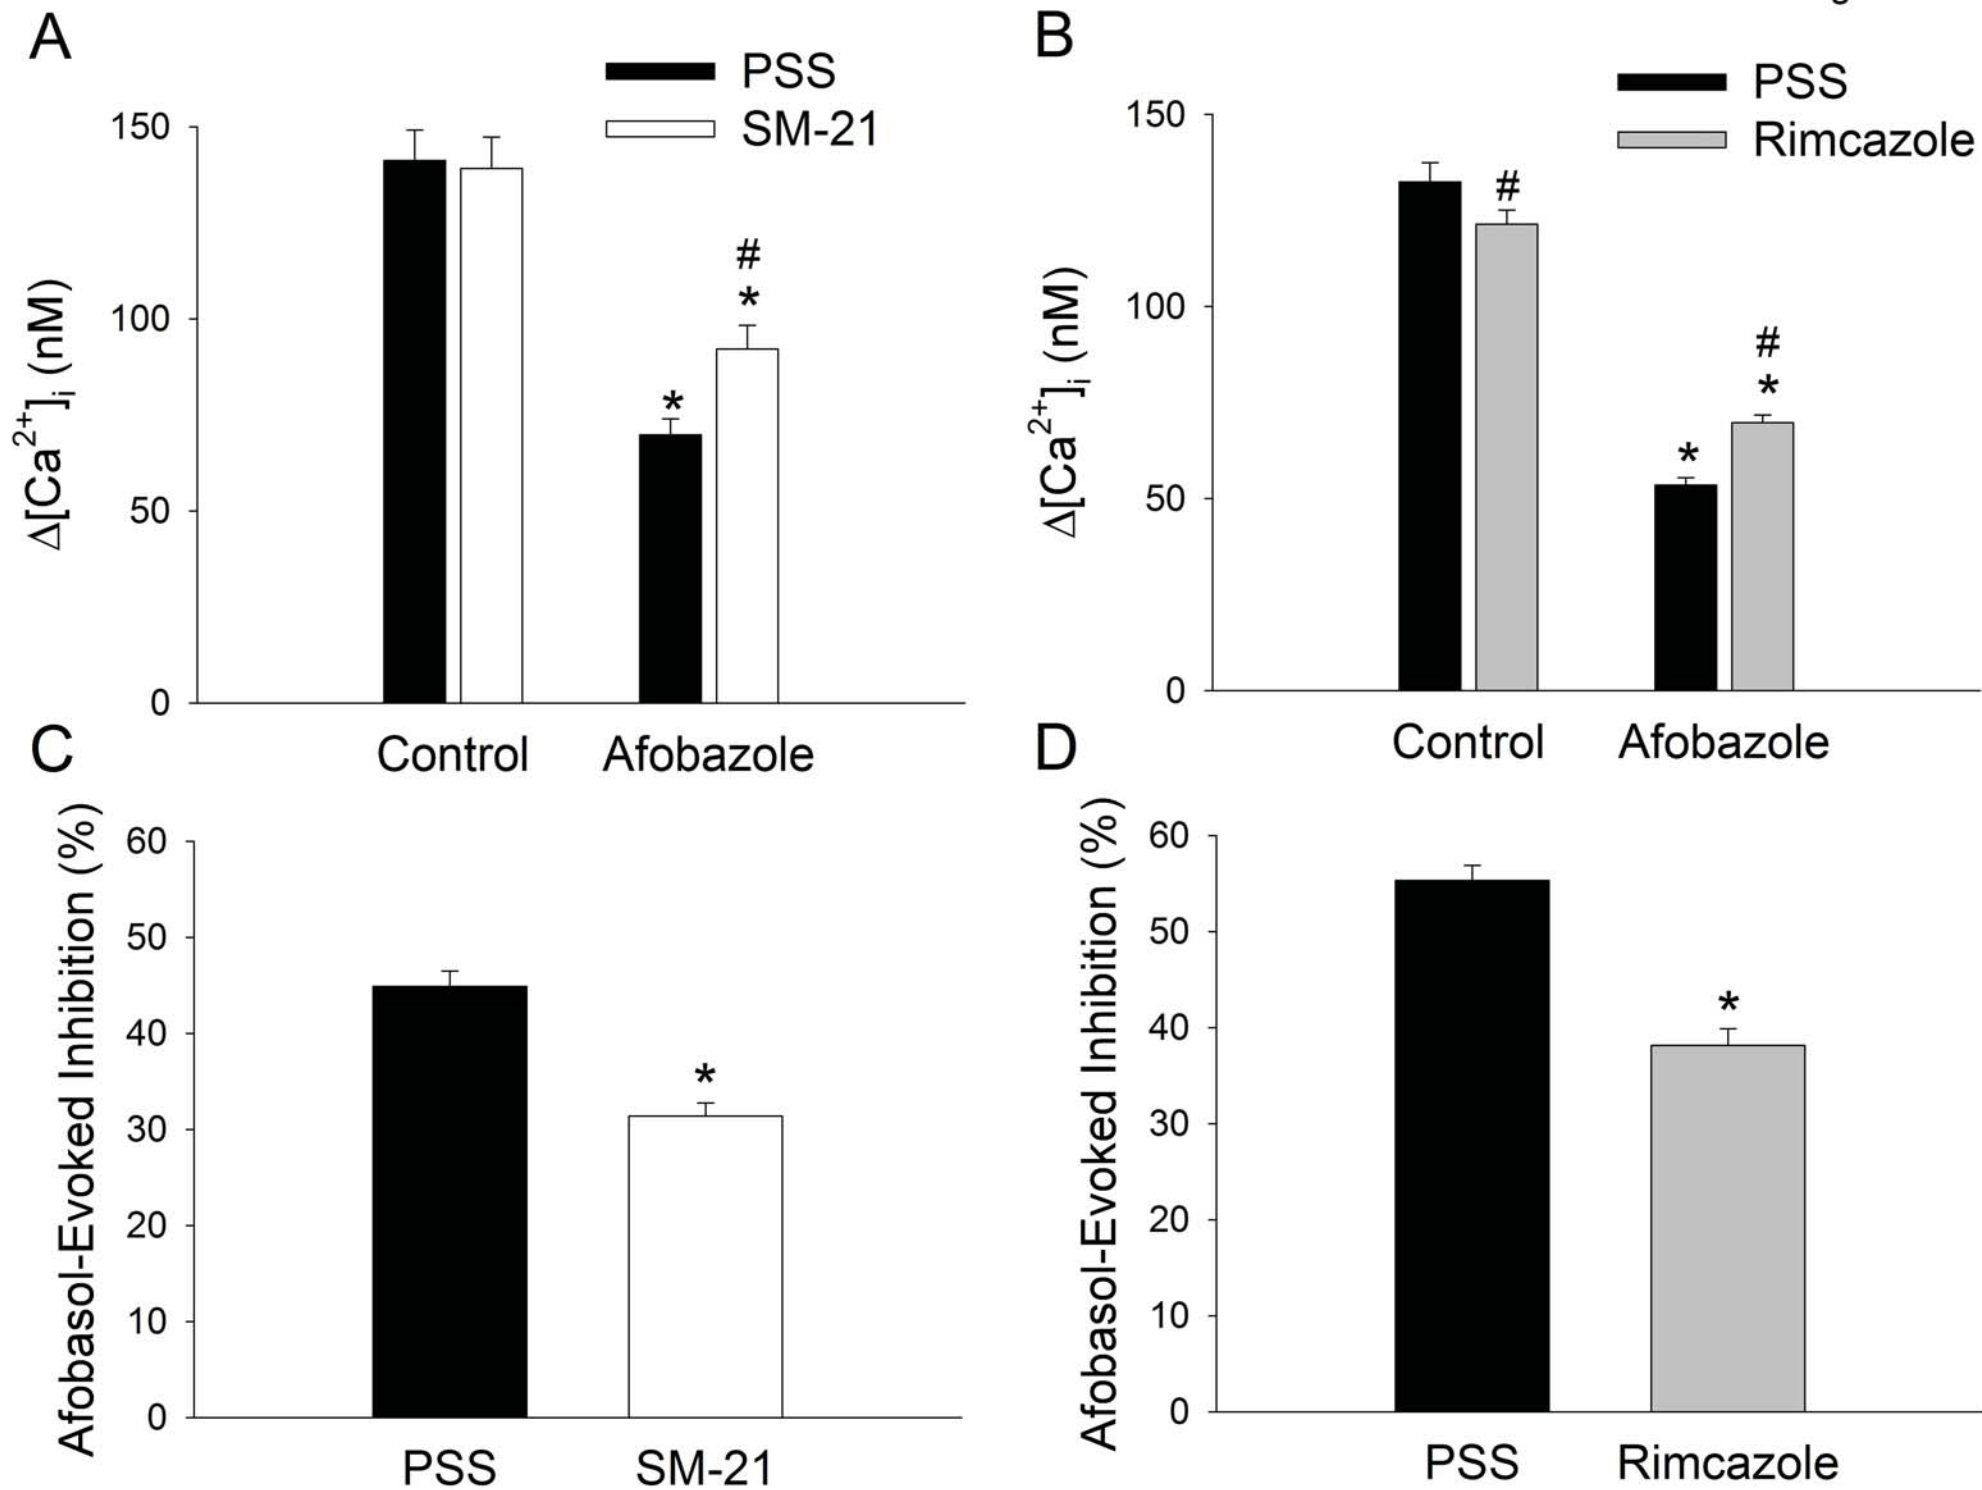 A
PSS
SM-21
150
100
50
0
Δ[Ca2+]i (nM)
#
*
*
Control
Afobazole
B
PSS
Rimcazole
150
100
50
0
Δ[Ca2+]i (nM)
#
#
*
*
Control
Afobazole
C
60
50
40
30
20
10
0
Afobasol-Evoked Inhibition (%)
*
PSS
SM-21
D
60
50
40
30
20
10
0
Afobasol-Evoked Inhibition (%)
*
PSS
Rimcazole